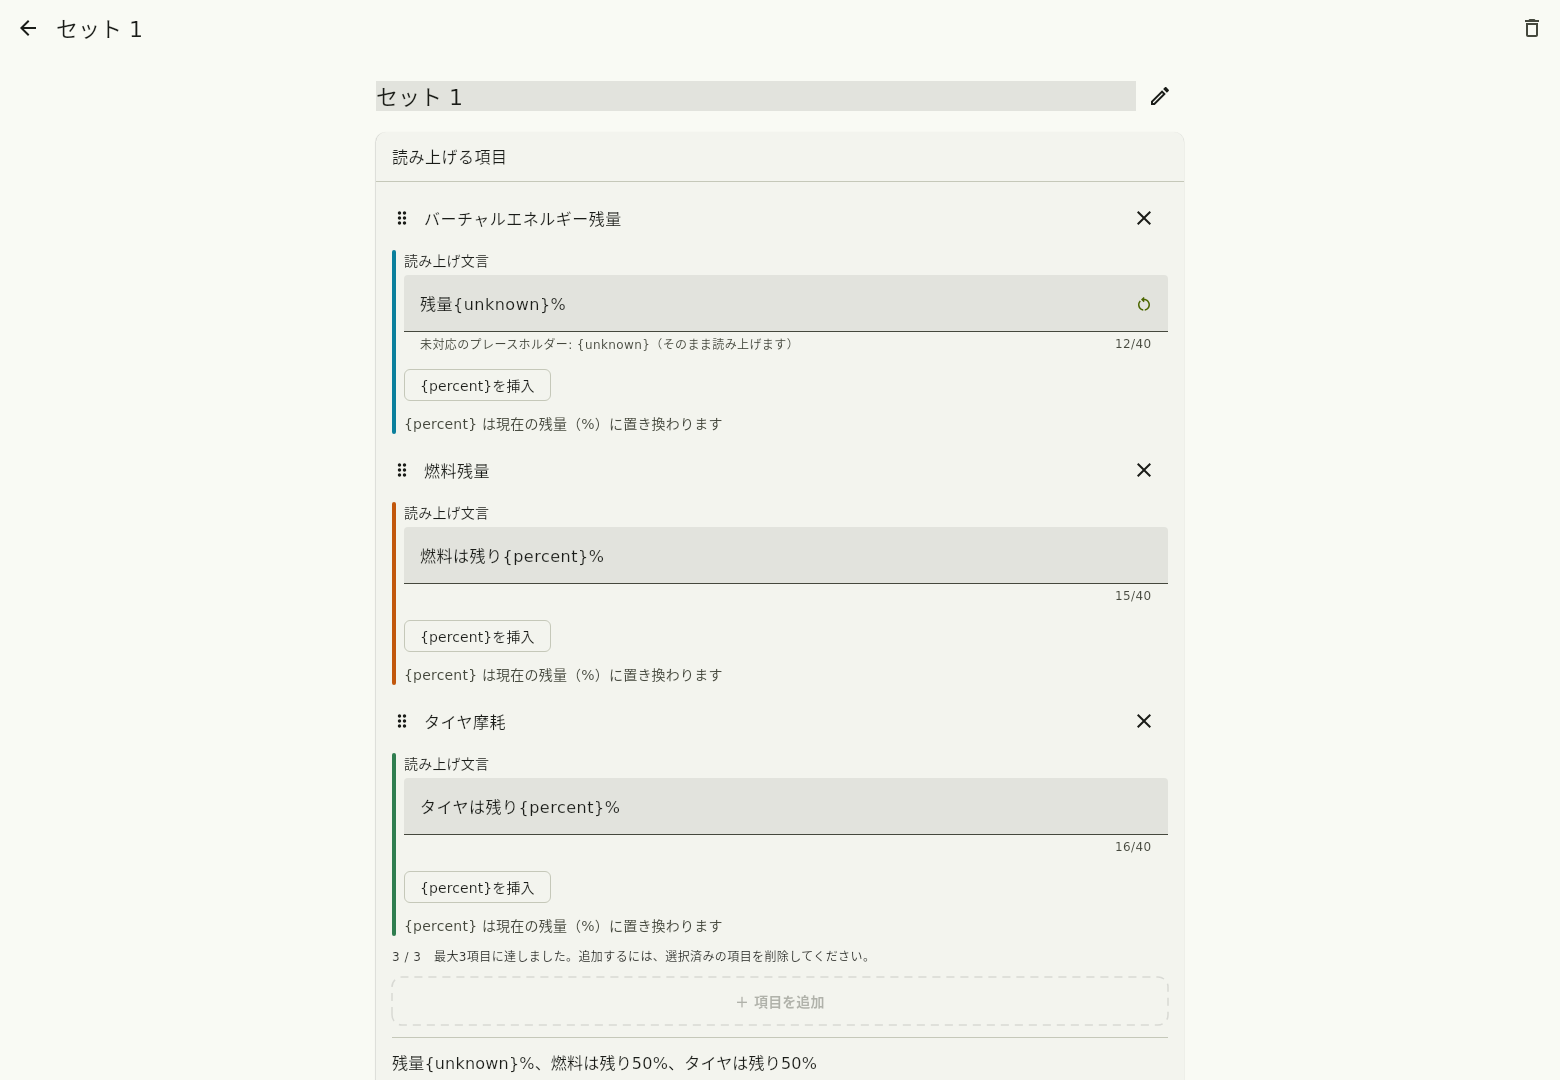 セット 1
セット 1
読み上げる項目
バーチャルエネルギー残量
読み上げ文言
残量{unknown}%
未対応のプレースホルダー: {unknown}（そのまま読み上げます） 12/40
{percent}を挿入
{percent} は現在の残量（%）に置き換わります
燃料残量
読み上げ文言
燃料は残り{percent}%
15/40
{percent}を挿入
{percent} は現在の残量（%）に置き換わります
タイヤ摩耗
読み上げ文言
タイヤは残り{percent}%
16/40
{percent}を挿入
{percent} は現在の残量（%）に置き換わります
3 / 3 最大3項目に達しました。追加するには、選択済みの項目を削除してください。
+ 項目を追加
残量{unknown}%、燃料は残り50%、タイヤは残り50%